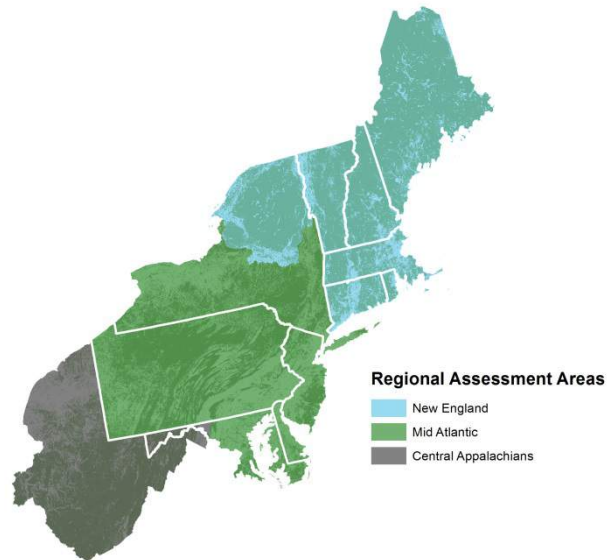 Regional Assessment Areas
New England
Mid Atlantic
Central Appalachians